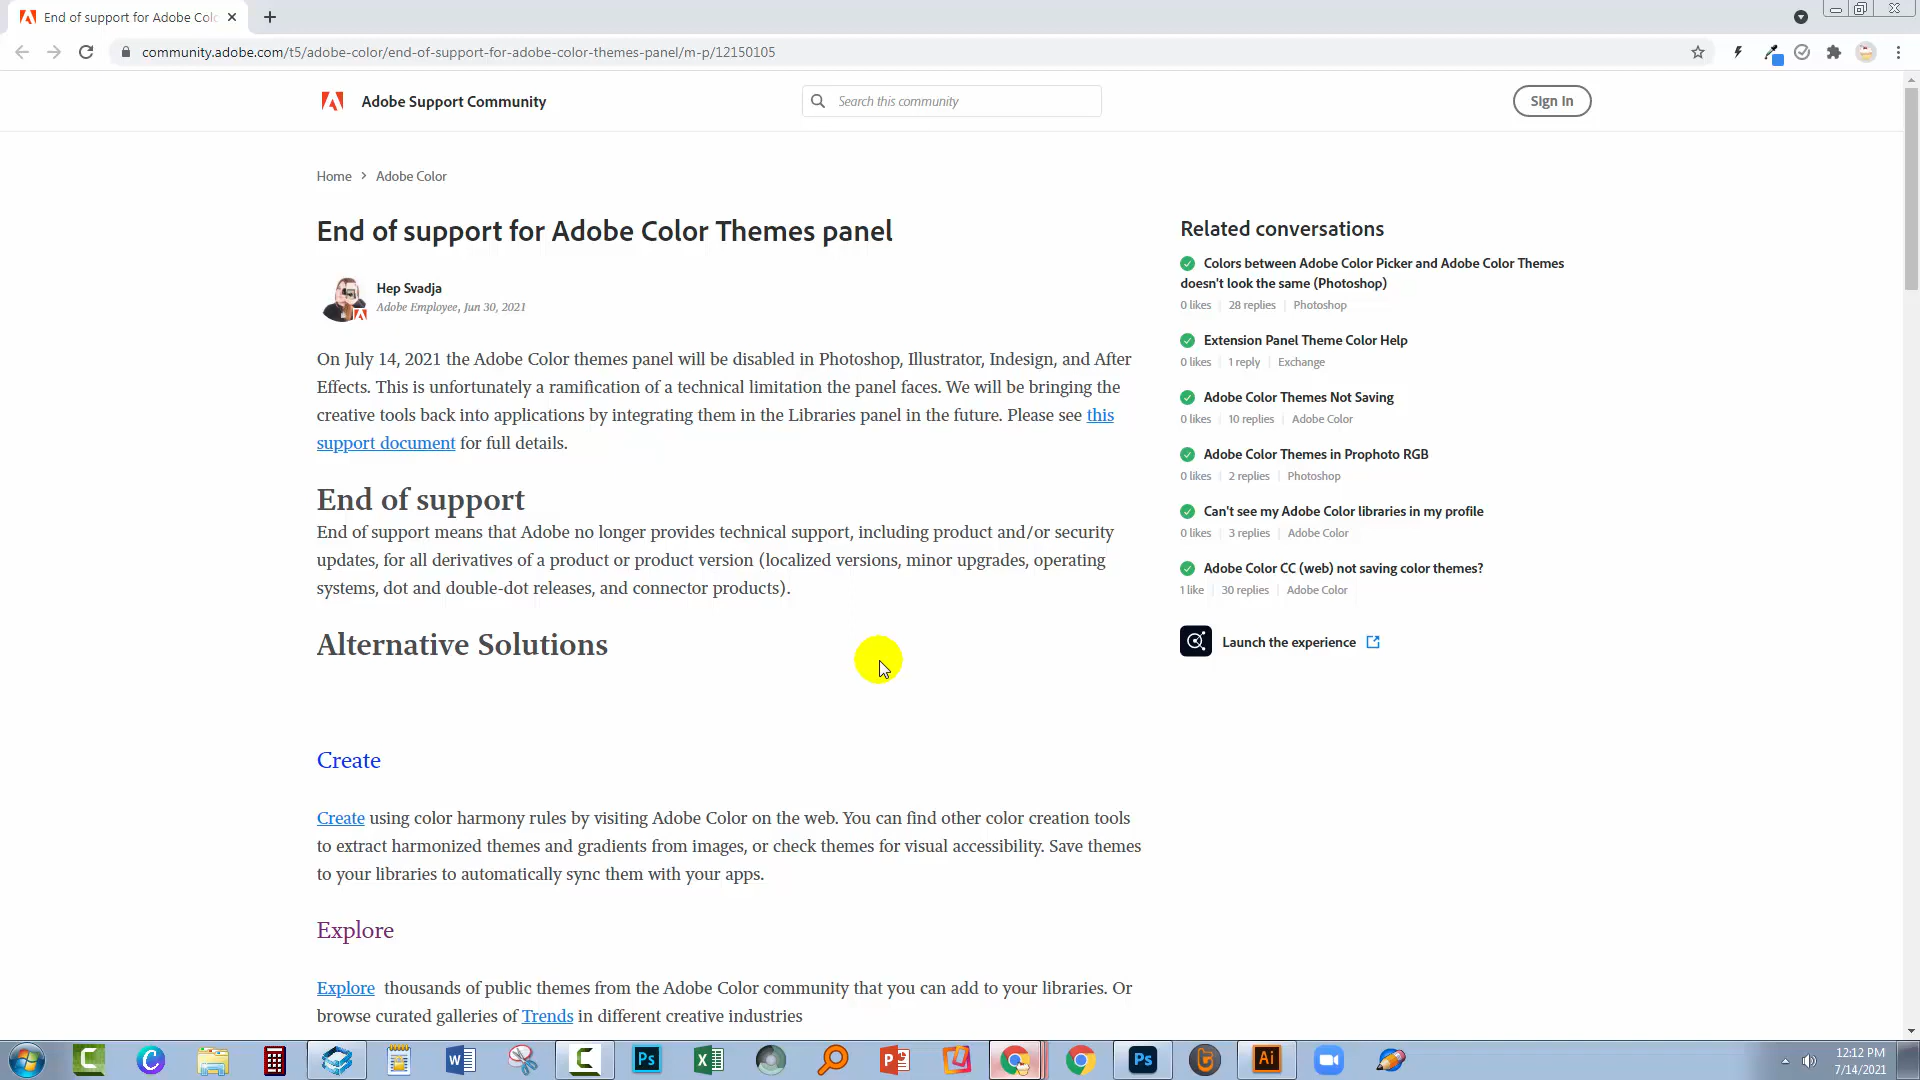 End of support for Adobe Colo
community.adobe.com/t5/adobe-color/end-of-support-for-adobe-color-themes-panel/m-p/12150105
Adobe Support Community
Search this community
Sign In
Home > Adobe Color
End of support for Adobe Color Themes panel
Hep Svadja
Adobe Employee, Jun 30, 2021
On July 14, 2021 the Adobe Color themes panel will be disabled in Photoshop, Illustrator, Indesign, and After
Effects. This is unfortunately a ramification of a technical limitation the panel faces. We will be bringing the
creative tools back into applications by integrating them in the Libraries panel in the future. Please see this
support document for full details.
End of support
End of support means that Adobe no longer provides technical support, including product and/or security
updates, for all derivatives of a product or product version (localized versions, minor upgrades, operating
systems, dot and double-dot releases, and connector products).
Alternative Solutions
Create
Create using color harmony rules by visiting Adobe Color on the web. You can find other color creation tools
to extract harmonized themes and gradients from images, or check themes for visual accessibility. Save themes
to your libraries to automatically sync them with your apps.
Explore
Explore thousands of public themes from the Adobe Color community that you can add to your libraries. Or
browse curated galleries of Trends in different creative industries
Related conversations
Colors between Adobe Color Picker and Adobe Color Themes
doesn't look the same (Photoshop)
0 likes | 28 replies | Photoshop
Extension Panel Theme Color Help
0 likes | 1 reply | Exchange
Adobe Color Themes Not Saving
0 likes | 10 replies | Adobe Color
Adobe Color Themes in Prophoto RGB
0 likes | 2 replies | Photoshop
Can't see my Adobe Color libraries in my profile
0 likes | 3 replies | Adobe Color
Adobe Color CC (web) not saving color themes?
1 like | 30 replies | Adobe Color
Launch the experience
Ps
Ps
Ai
12:12 PM
7/14/2021